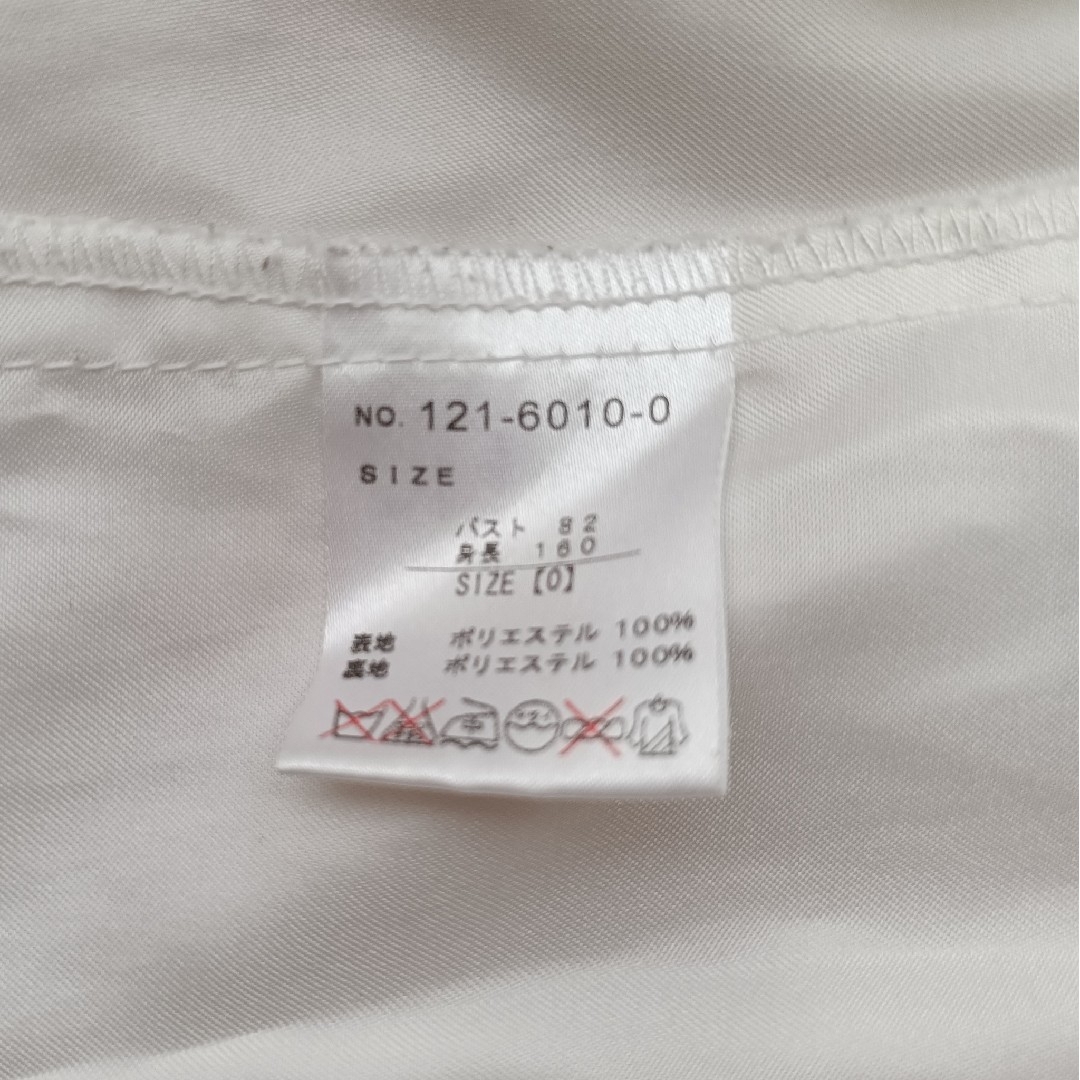 NO. 121-6010-0
SIZE
バスト 82
身長 160
SIZE【0】
表地 ポリエステル 100%
裏地 ポリエステル 100%
中